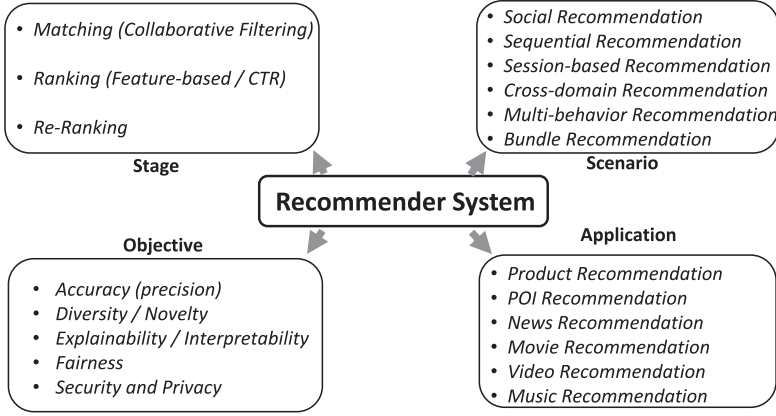 • Matching (Collaborative Filtering)
• Ranking (Feature-based / CTR)
• Re-Ranking
Stage
• Social Recommendation
• Sequential Recommendation
• Session-based Recommendation
• Cross-domain Recommendation
• Multi-behavior Recommendation
• Bundle Recommendation
Scenario
Recommender System
Objective
• Accuracy (precision)
• Diversity / Novelty
• Explainability / Interpretability
• Fairness
• Security and Privacy
Application
• Product Recommendation
• POI Recommendation
• News Recommendation
• Movie Recommendation
• Video Recommendation
• Music Recommendation